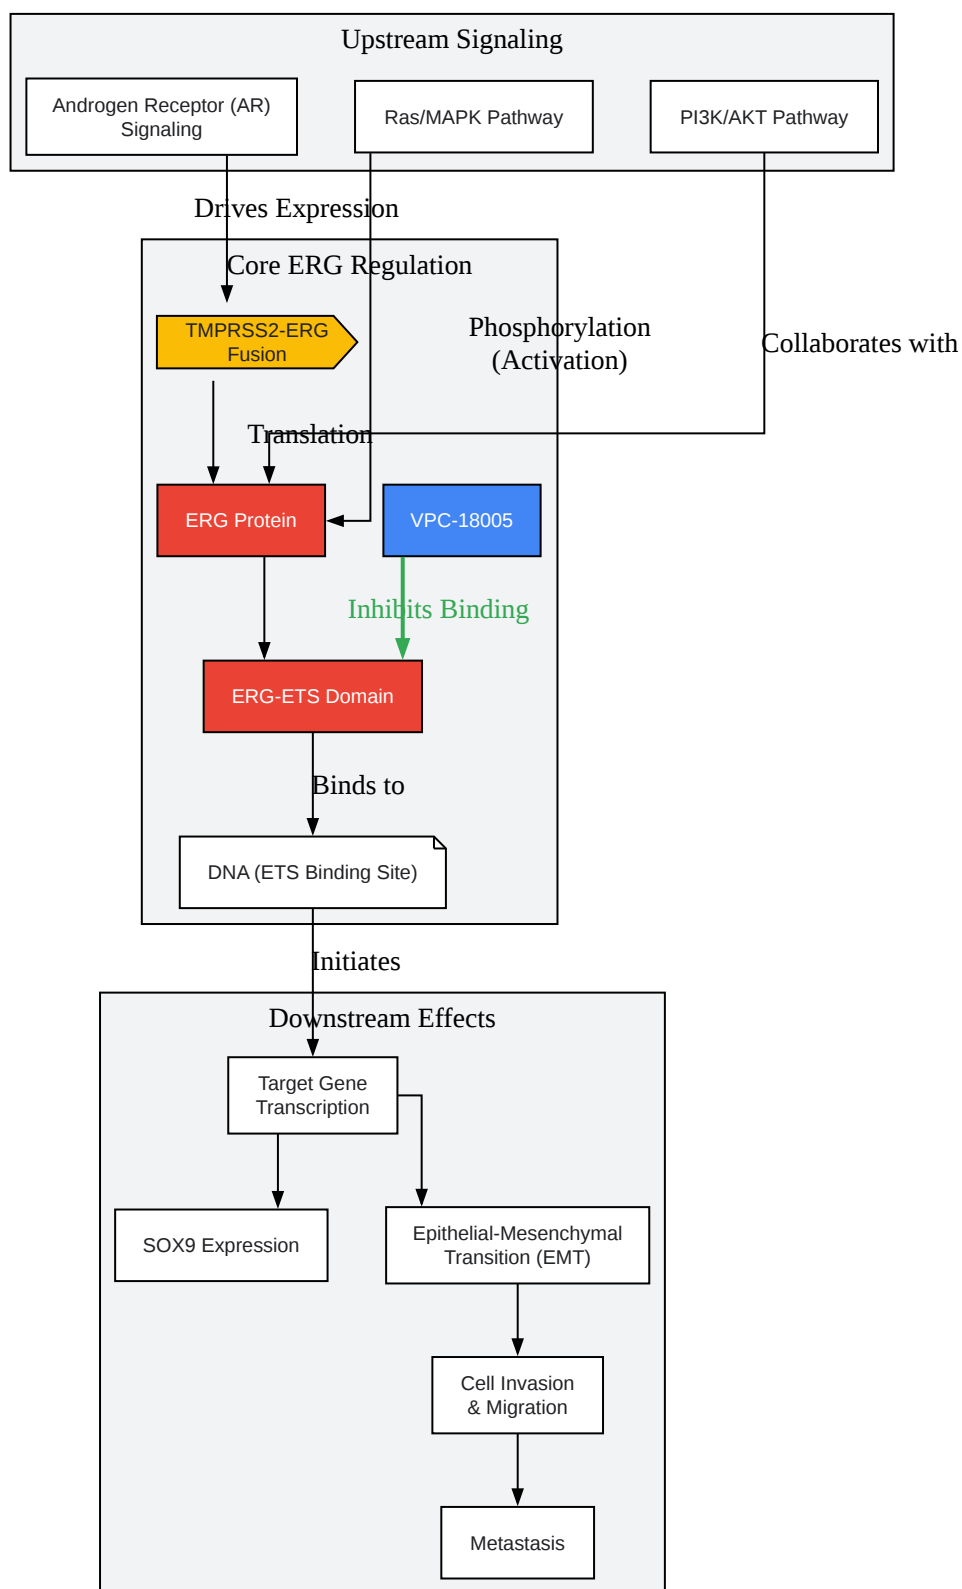 Upstream Signaling
Androgen Receptor (AR)
Signaling
Ras/MAPK Pathway
PI3K/AKT Pathway
Drives Expression
Core ERG Regulation
TMPRSS2-ERG
Fusion
Phosphorylation
(Activation)
Collaborates with
Translation
ERG Protein
VPC-18005
Inhibits Binding
ERG-ETS Domain
Binds to
DNA (ETS Binding Site)
Initiates
Downstream Effects
Target Gene
Transcription
SOX9 Expression
Epithelial-Mesenchymal
Transition (EMT)
Cell Invasion
& Migration
Metastasis